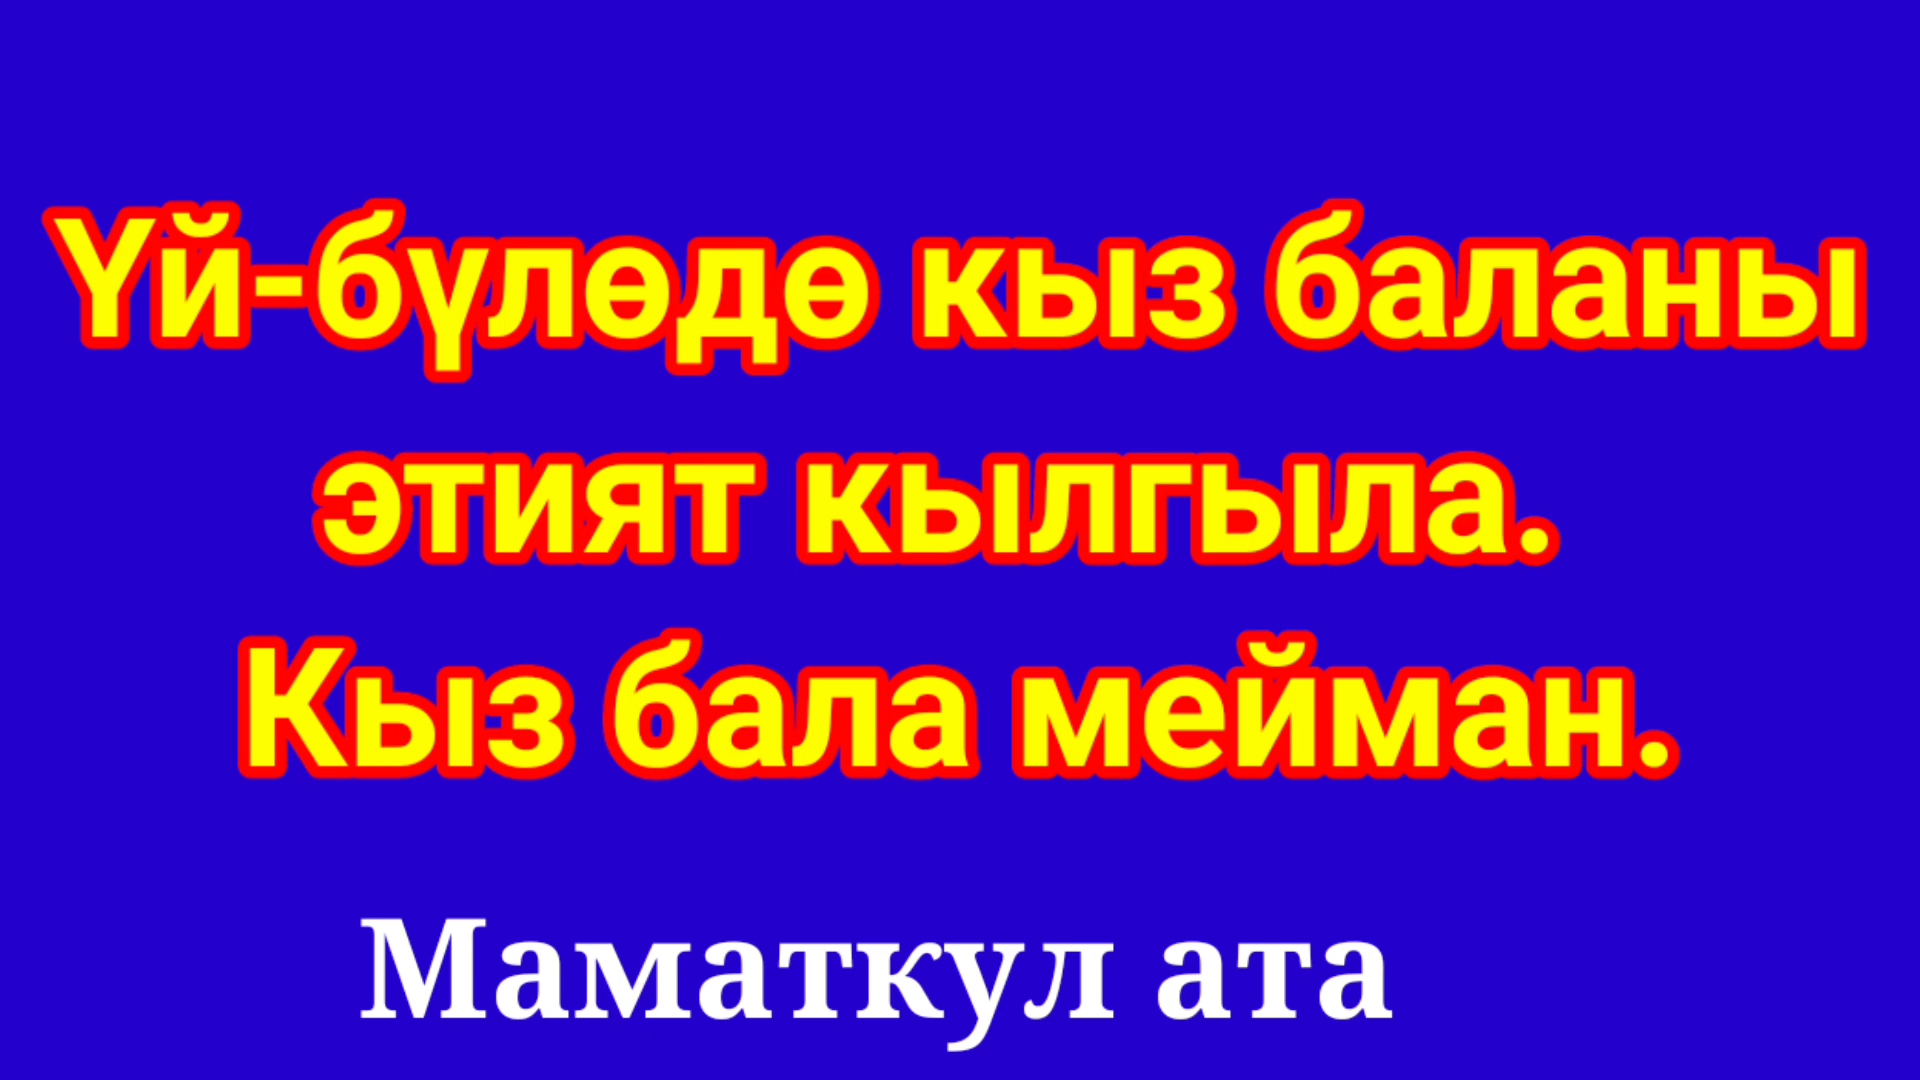 Үй-бүлөдө кыз баланы
этият кылгыла.
Кыз бала мейман.
Маматкул ата